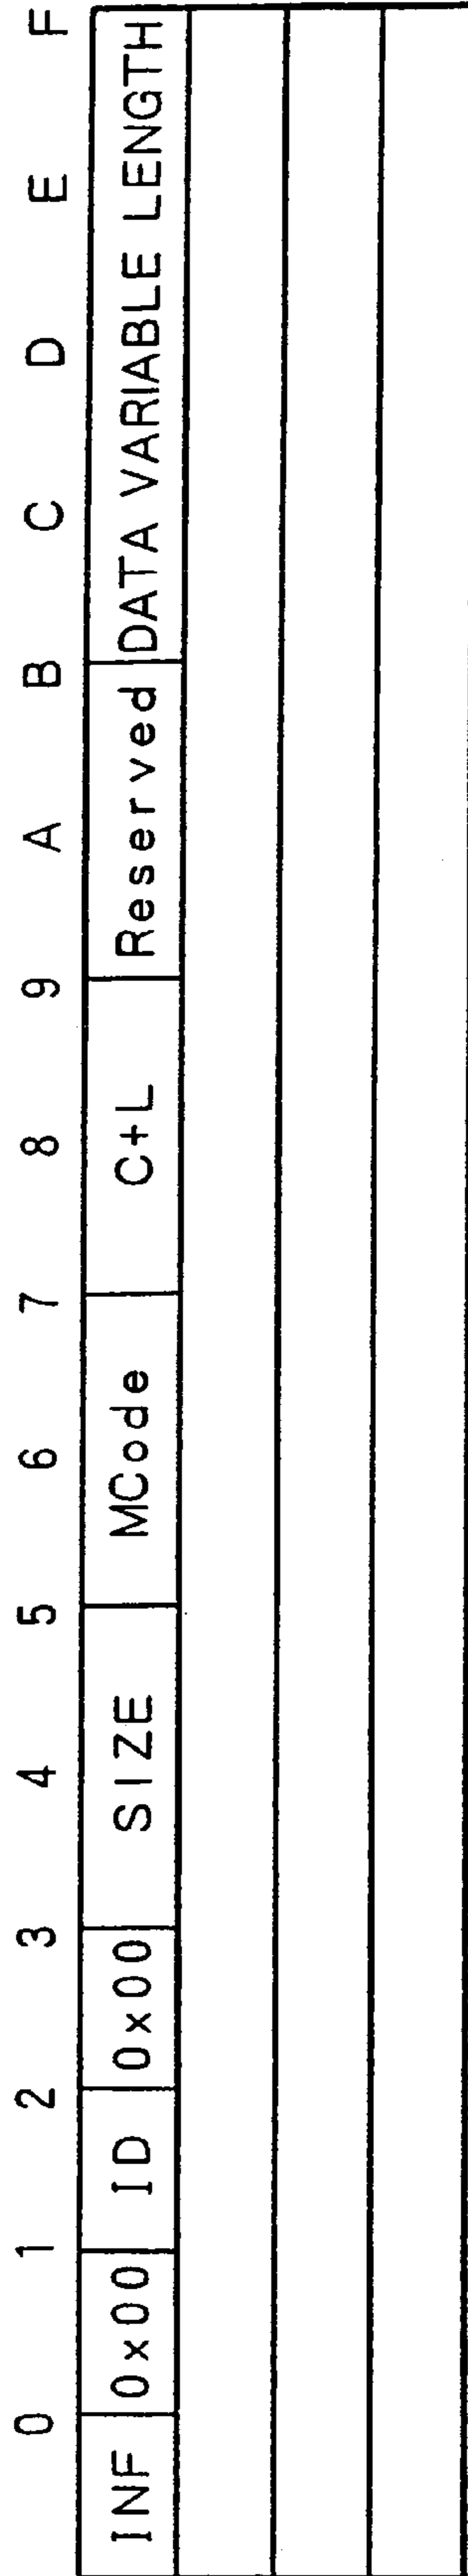 0 1 2 3 4 5 6 7 8 9 A B C D E F
INF 0x00 ID 0x00 SIZE MCode C+L Reserved DATA VARIABLE LENGTH